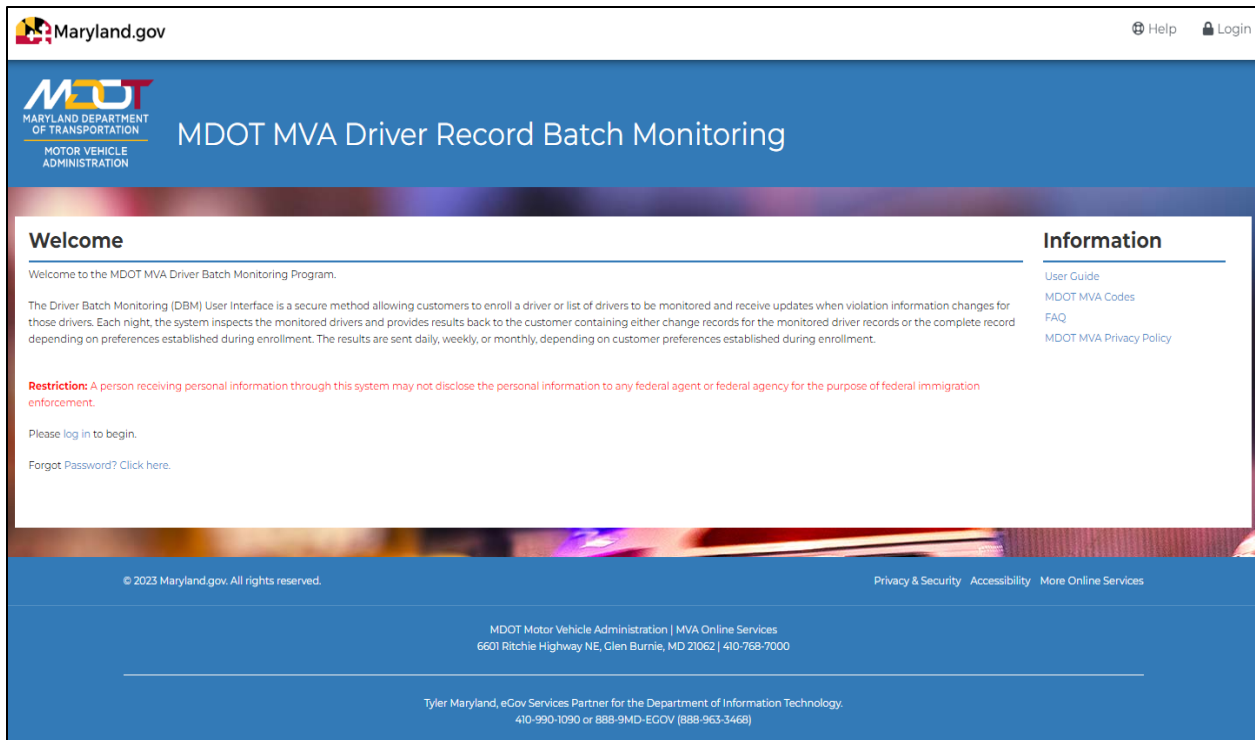 Maryland.gov
Help
Login
MDOT
MARYLAND DEPARTMENT
OF TRANSPORTATION
MOTOR VEHICLE
ADMINISTRATION
MDOT MVA Driver Record Batch Monitoring
Welcome
Welcome to the MDOT MVA Driver Batch Monitoring Program.
The Driver Batch Monitoring (DBM) User Interface is a secure method allowing customers to enroll a driver or list of drivers to be monitored and receive updates when violation information changes for
those drivers. Each night, the system inspects the monitored drivers and provides results back to the customer containing either change records for the monitored driver records or the complete record
depending on preferences established during enrollment. The results are sent daily, weekly, or monthly, depending on customer preferences established during enrollment.
Restriction: A person receiving personal information through this system may not disclose the personal information to any federal agent or federal agency for the purpose of federal immigration
enforcement.
Please log in to begin.
Forgot Password? Click here.
Information
User Guide
MDOT MVA Codes
FAQ
MDOT MVA Privacy Policy
© 2023 Maryland.gov. All rights reserved.
Privacy & Security Accessibility More Online Services
MDOT Motor Vehicle Administration | MVA Online Services
6601 Ritchie Highway NE, Glen Burnie, MD 21062 | 410-768-7000
Tyler Maryland, eGov Services Partner for the Department of Information Technology.
410-990-1090 or 888-9MD-EGOV (888-963-3468)